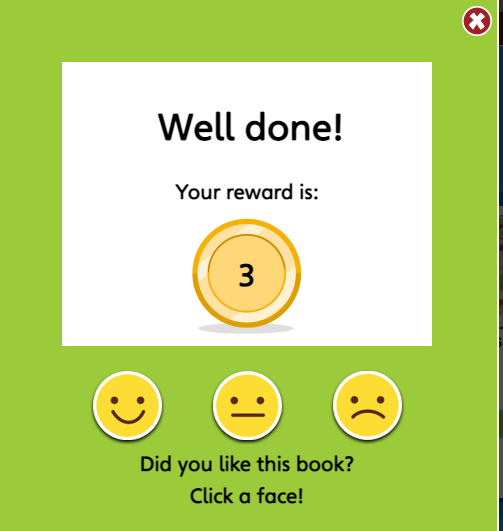 Well done!
Your reward is:
3
Did you like this book?
Click a face!